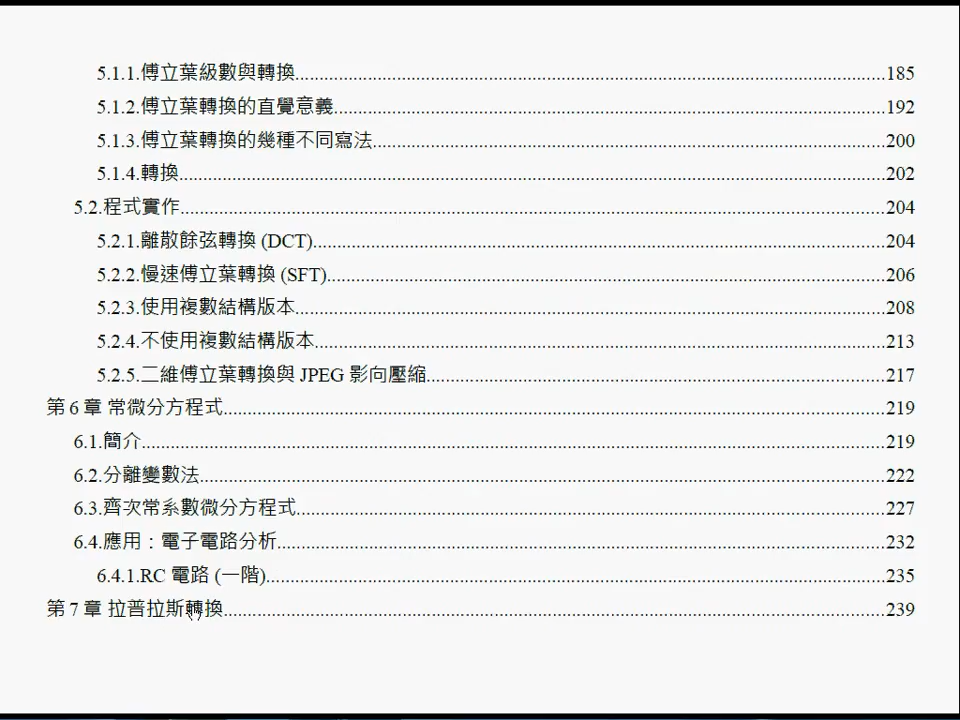 5.1.1.傅立葉級數與轉換..........185
5.1.2.傅立葉轉換的直覺意義..........192
5.1.3.傅立葉轉換的幾種不同寫法..........200
5.1.4.轉換..........202
5.2.程式實作..........204
5.2.1.離散餘弦轉換 (DCT)..........204
5.2.2.慢速傅立葉轉換 (SFT)..........206
5.2.3.使用複數結構版本..........208
5.2.4.不使用複數結構版本..........213
5.2.5.二維傅立葉轉換與 JPEG 影向壓縮..........217
第 6 章 常微分方程式..........219
6.1.簡介..........219
6.2.分離變數法..........222
6.3.齊次常系數微分方程式..........227
6.4.應用：電子電路分析..........232
6.4.1.RC 電路 (一階)..........235
第 7 章 拉普拉斯轉換..........239